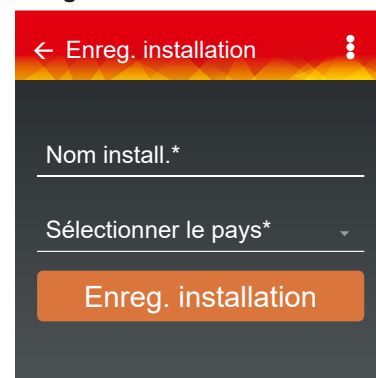 Enreg. installation
Nom install.*
Sélectionner le pays*
Enreg. installation